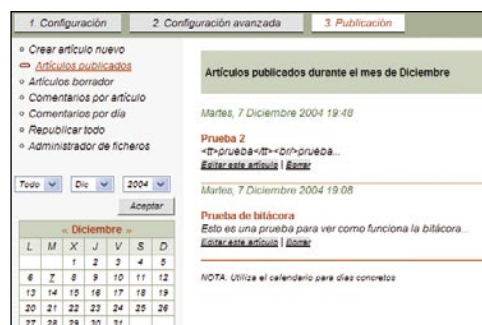 1. Configuración
2. Configuración avanzada
3. Publicación
Crear artículo nuevo
Artículos publicados
Artículos borrador
Comentarios por artículo
Comentarios por día
Republicar todo
Administrador de ficheros
Todo Dic 2004
Aceptar
« Diciembre »
L M X J V S D
1 2 3 4 5
6 7 8 9 10 11 12
13 14 15 16 17 18 19
20 21 22 23 24 25 26
27 28 29 30 31
Artículos publicados durante el mes de Diciembre
Martes, 7 Diciembre 2004 19:48
Prueba 2
<tt>prueba</tt><br/>prueba...
Editar este artículo | Borrar
Martes, 7 Diciembre 2004 19:08
Prueba de bitácora
Esto es una prueba para ver como funciona la bitácora...
Editar este artículo | Borrar
NOTA: Utiliza el calendario para días concretos